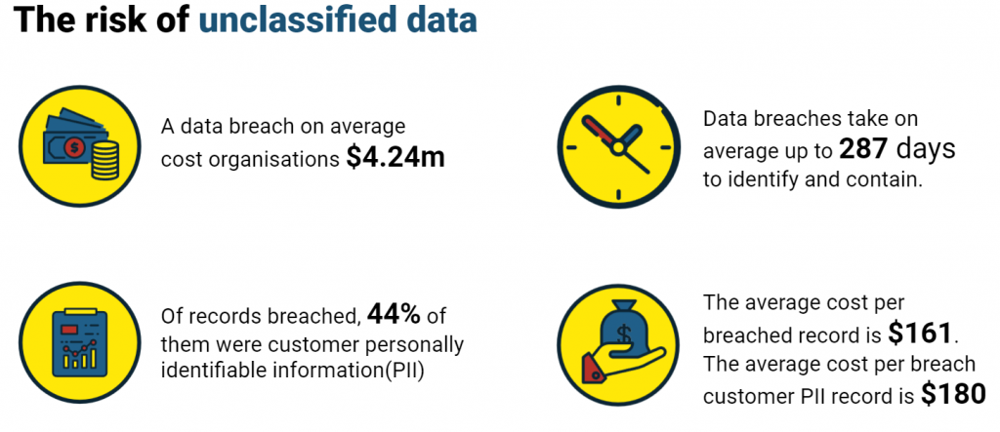 The risk of unclassified data
A data breach on average
cost organisations $4.24m
Data breaches take on
average up to 287 days
to identify and contain.
Of records breached, 44% of
them were customer personally
identifiable information(PII)
The average cost per
breached record is $161.
The average cost per breach
customer PII record is $180
$
$